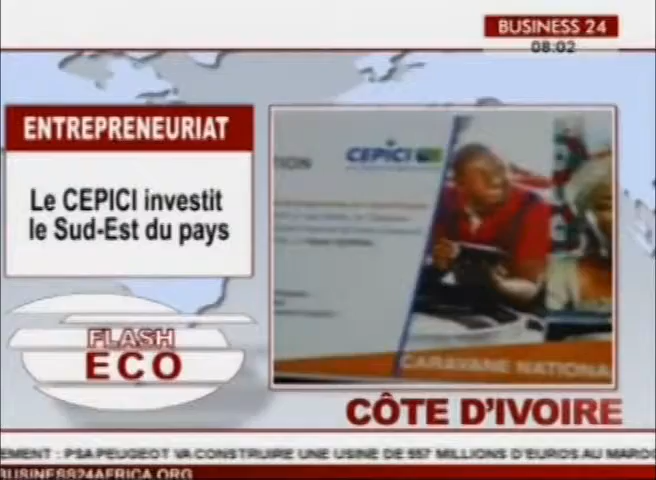 BUSINESS 24
08:02
ENTREPRENEURIAT
Le CEPICI investit
le Sud-Est du pays
CEPICI
CARAVANE NATIONA
FLASH
ECO
CÔTE D'IVOIRE
EMENT : PSA PEUGEOT VA CONSTRUIRE UNE USINE DE 557 MILLIONS D'EUROS AU MAROC
BUSINESS24AFRICA.ORG